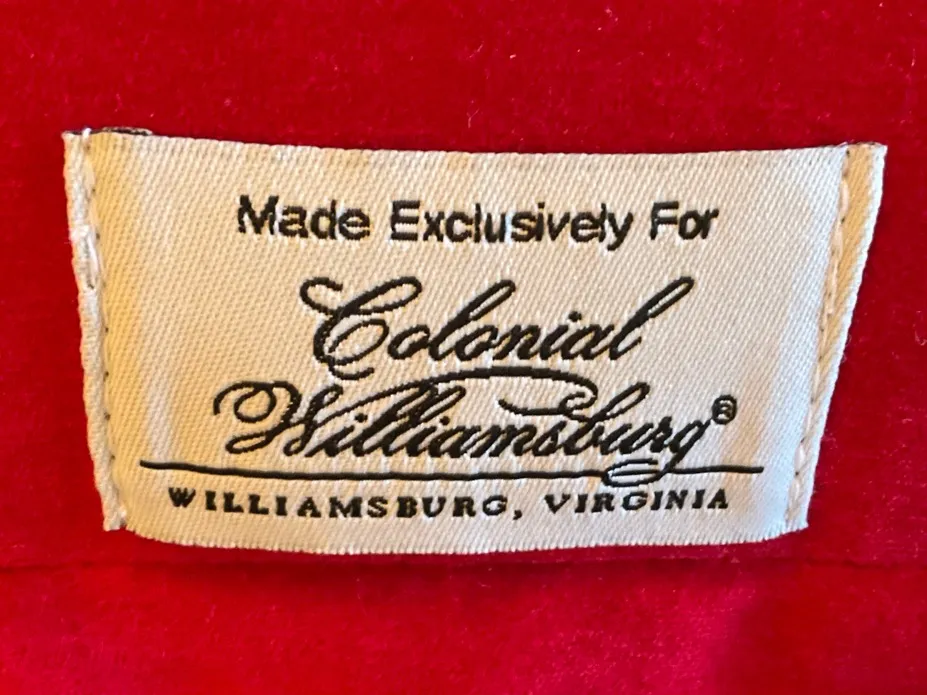 Made Exclusively For
Colonial
Williamsburg®
WILLIAMSBURG, VIRGINIA